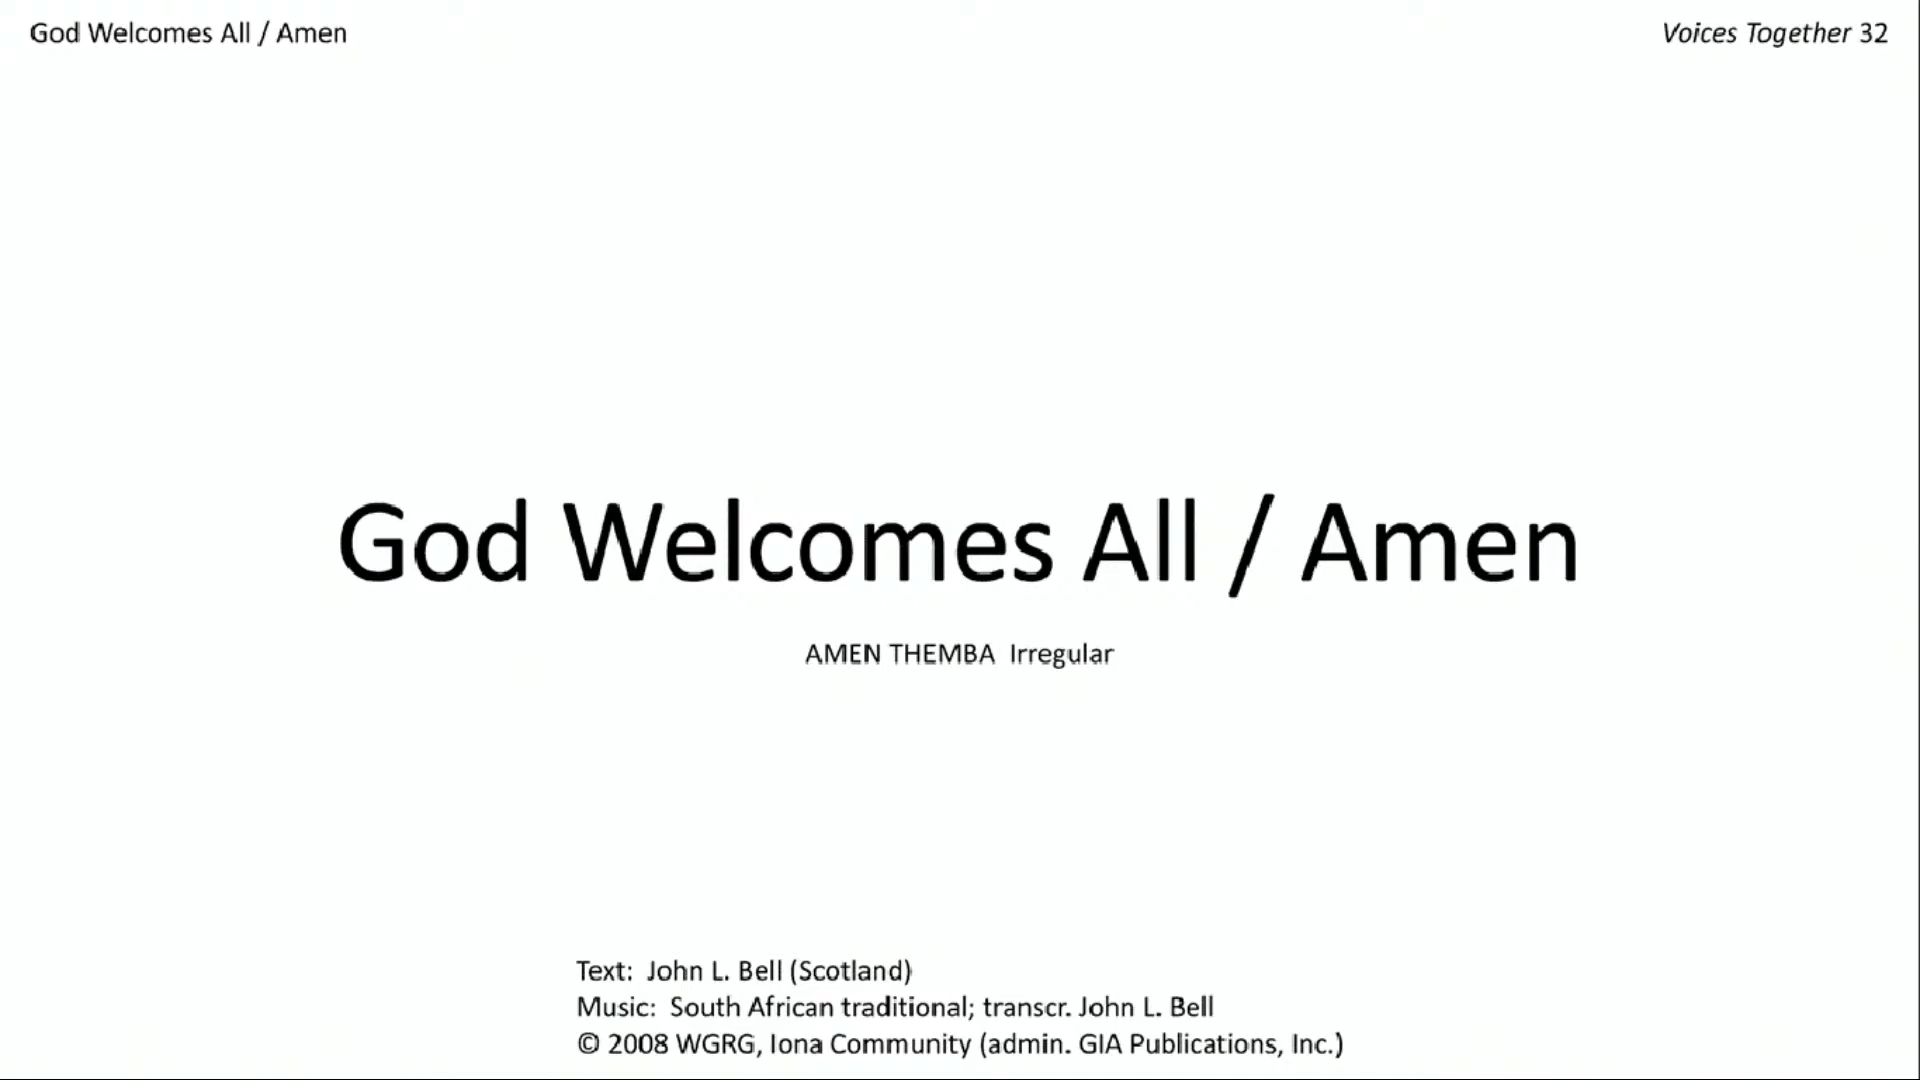 God Welcomes All / Amen
Voices Together 32
God Welcomes All / Amen
AMEN THEMBA Irregular
Text: John L. Bell (Scotland)
Music: South African traditional; transcr. John L. Bell
© 2008 WGRG, Iona Community (admin. GIA Publications, Inc.)